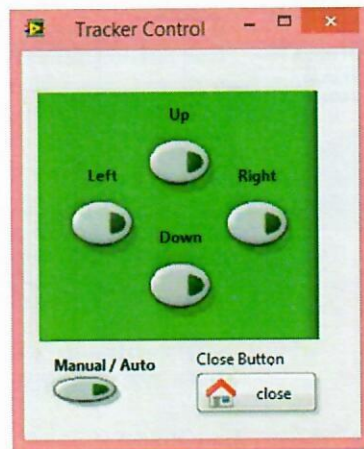 Tracker Control
Up
Left Right
Down
Manual / Auto Close Button
close